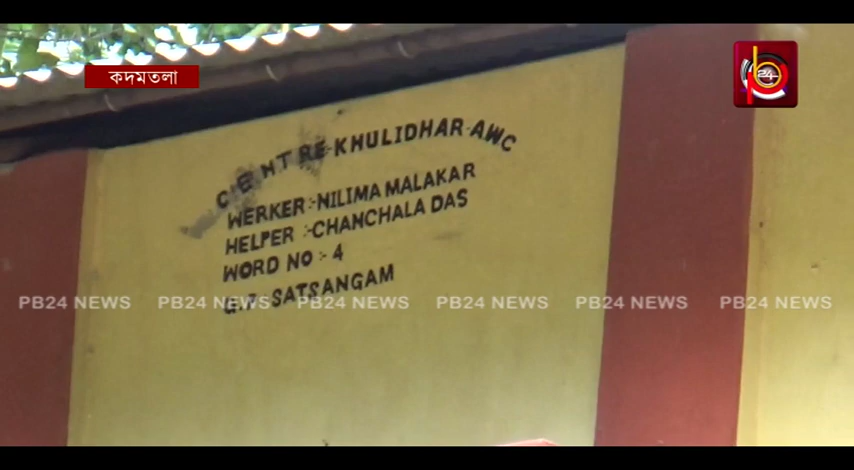 কদমতলা
24
CENTRE-KHULIDHAR-AWC
WERKER:-NILIMA MALAKAR
HELPER :-CHANCHALA DAS
WORD NO :- 4
G.P:-SATSANGAM
PB24 NEWS PB24 NEWS PB24 NEWS PB24 NEWS PB24 NEWS PB24 NEWS